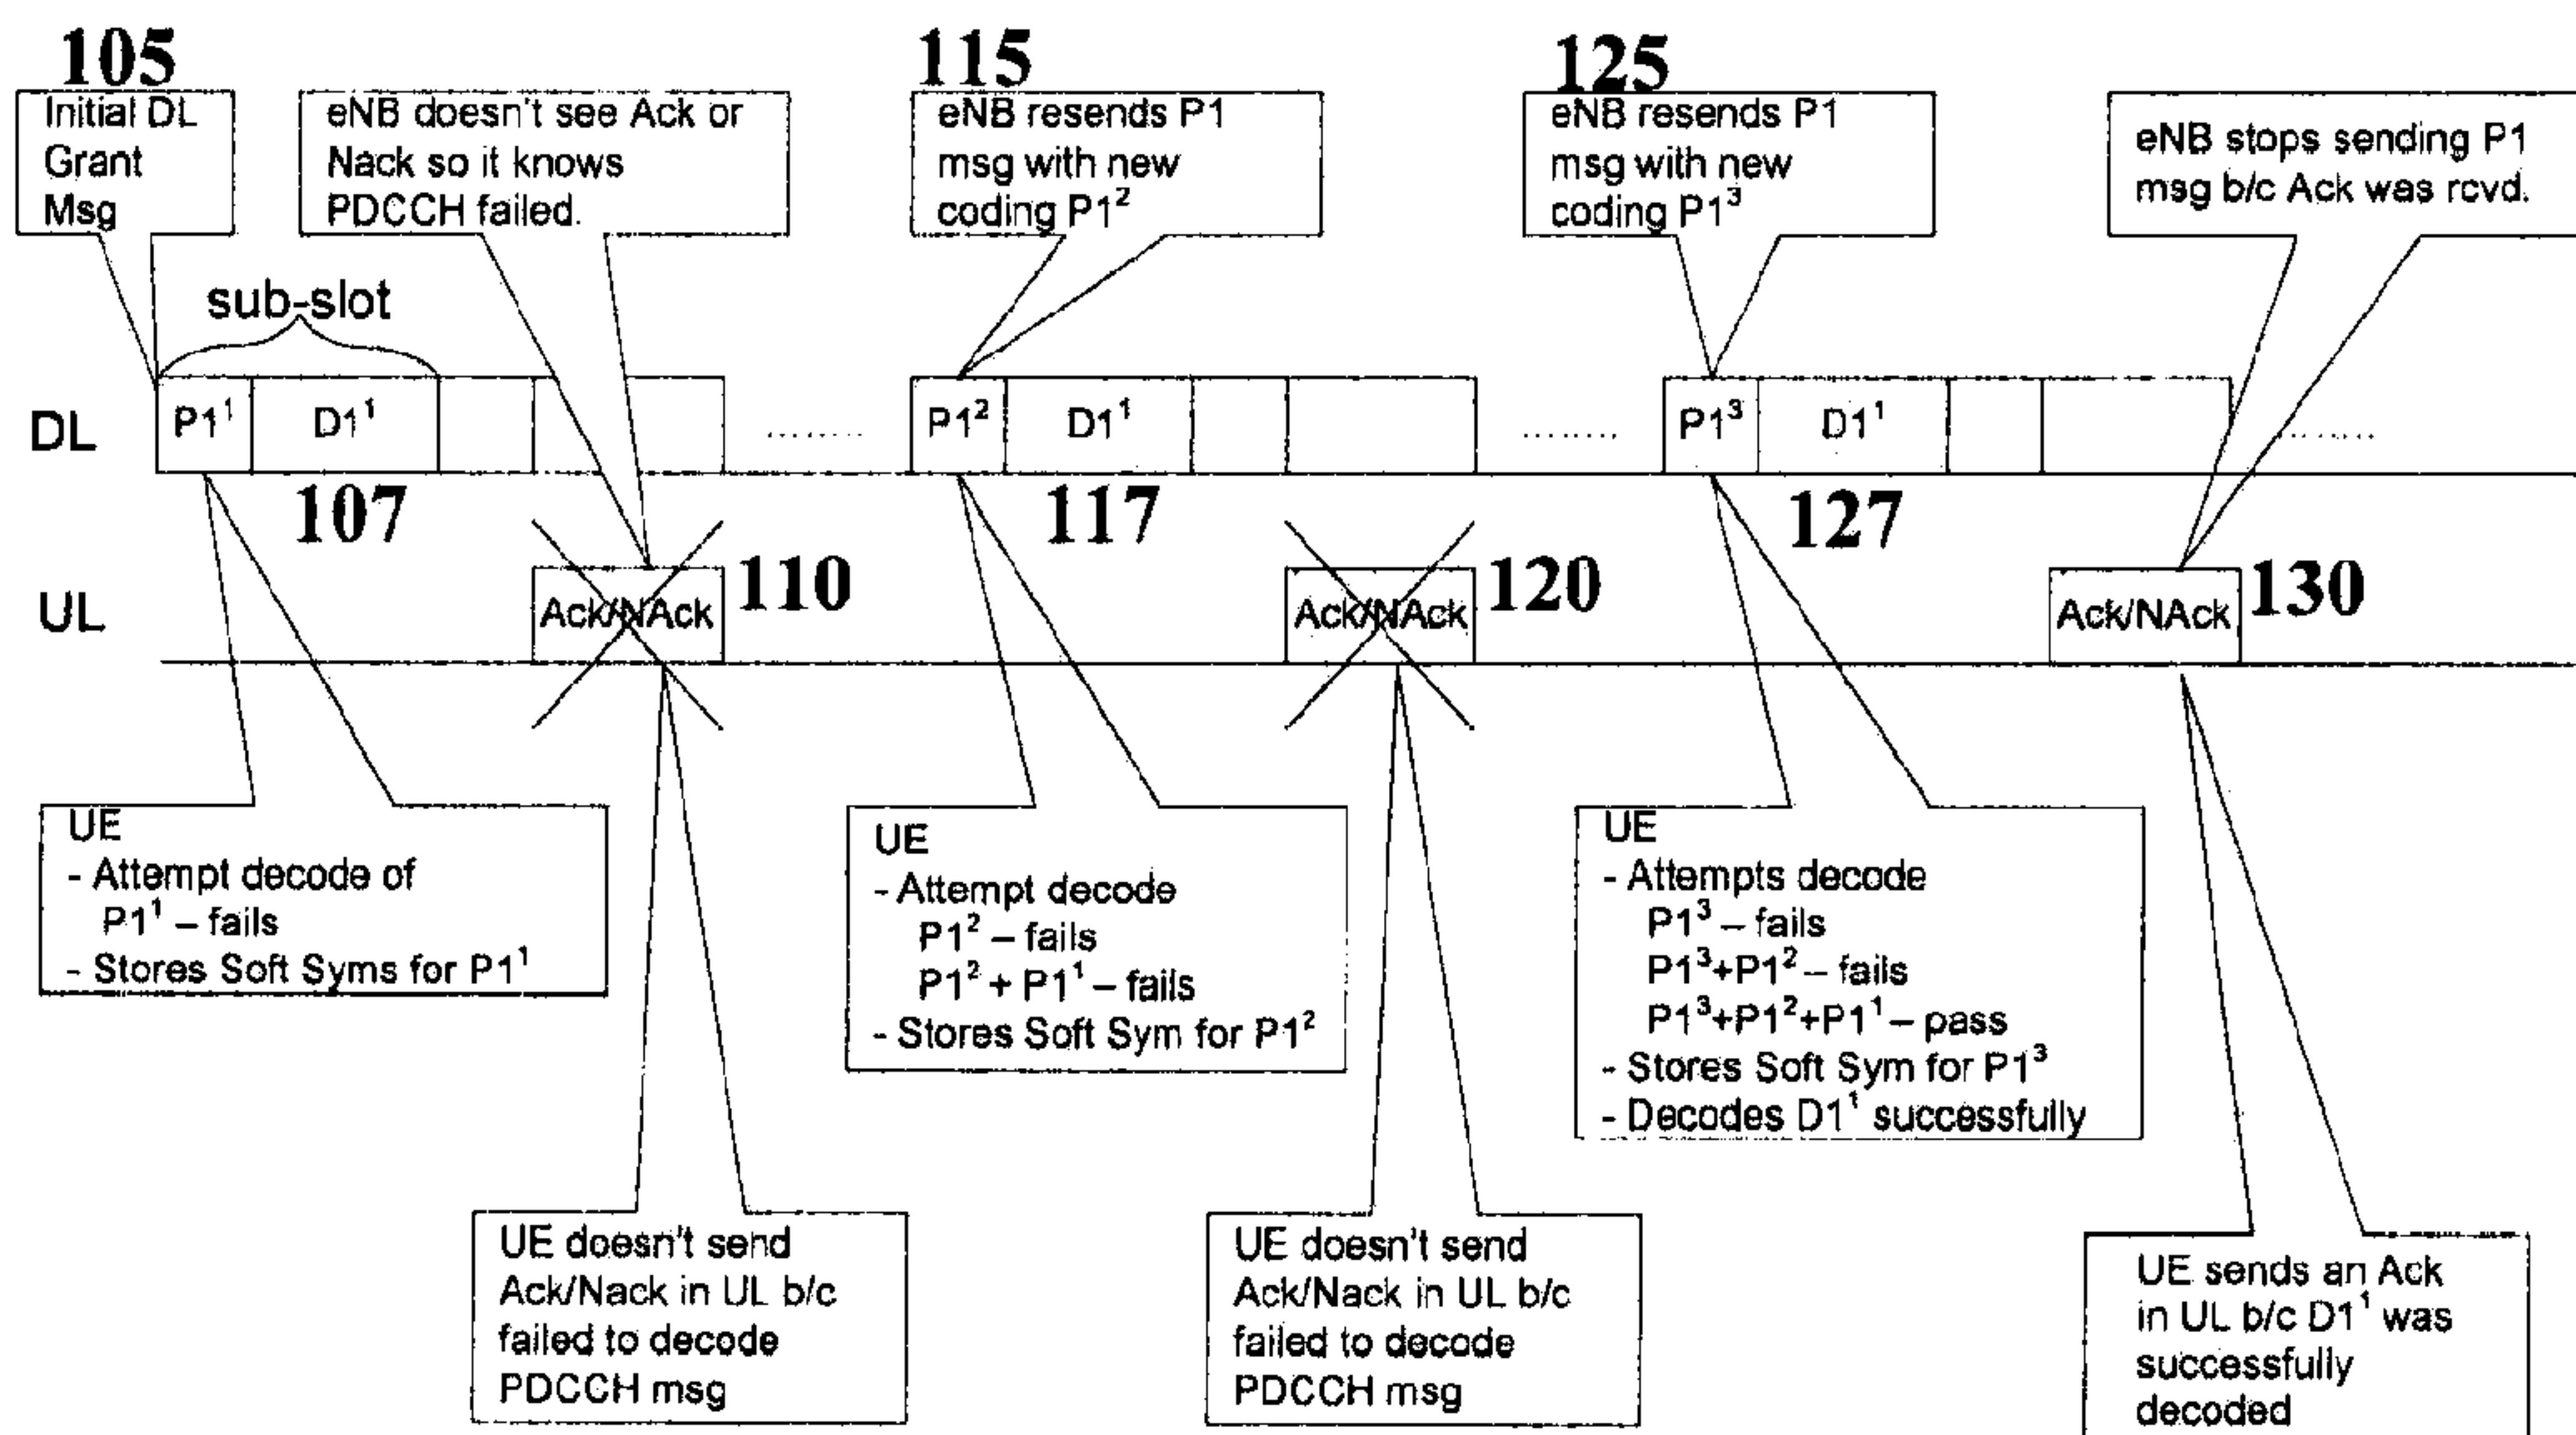 105
Initial DL
Grant
Msg
eNB doesn't see Ack or
Nack so it knows
PDCCH failed.
115
eNB resends P1
msg with new
coding P1²
125
eNB resends P1
msg with new
coding P1³
eNB stops sending P1
msg b/c Ack was rcvd.
sub-slot
DL
P1¹
D1¹
P1²
D1¹
P1³
D1¹
107
117
127
UL
Ack/NAck
110
Ack/NAck
120
Ack/NAck
130
UE
- Attempt decode of
P1¹ – fails
- Stores Soft Syms for P1¹
UE
- Attempt decode
P1² – fails
P1² + P1¹ – fails
- Stores Soft Sym for P1²
UE
- Attempts decode
P1³ – fails
P1³+P1² – fails
P1³+P1²+P1¹ – pass
- Stores Soft Sym for P1³
- Decodes D1¹ successfully
UE doesn't send
Ack/Nack in UL b/c
failed to decode
PDCCH msg
UE doesn't send
Ack/Nack in UL b/c
failed to decode
PDCCH msg
UE sends an Ack
in UL b/c D1¹ was
successfully
decoded